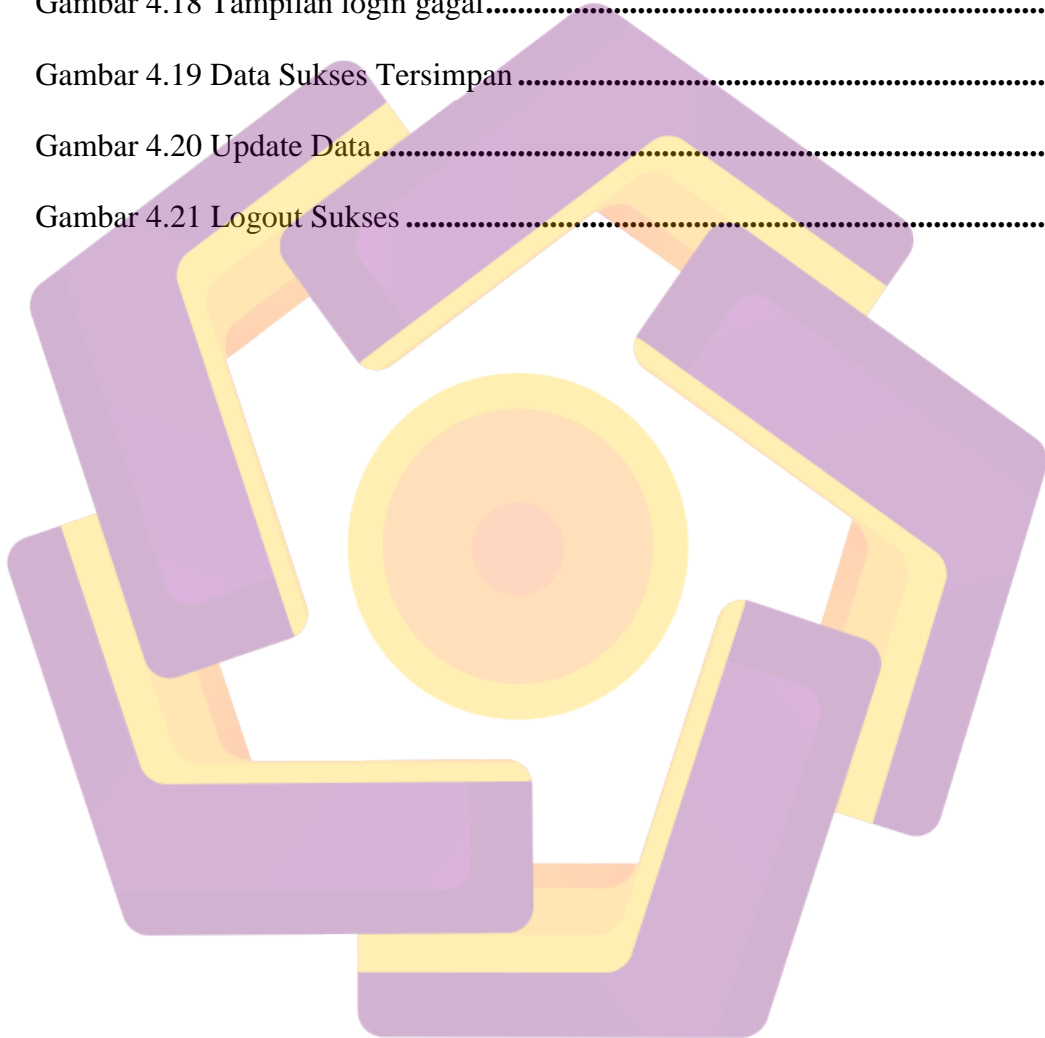 Gambar 4.18 Tampilan login gagal................................................................................
Gambar 4.19 Data Sukses Tersimpan................................................................................
Gambar 4.20 Update Data................................................................................
Gambar 4.21 Logout Sukses................................................................................